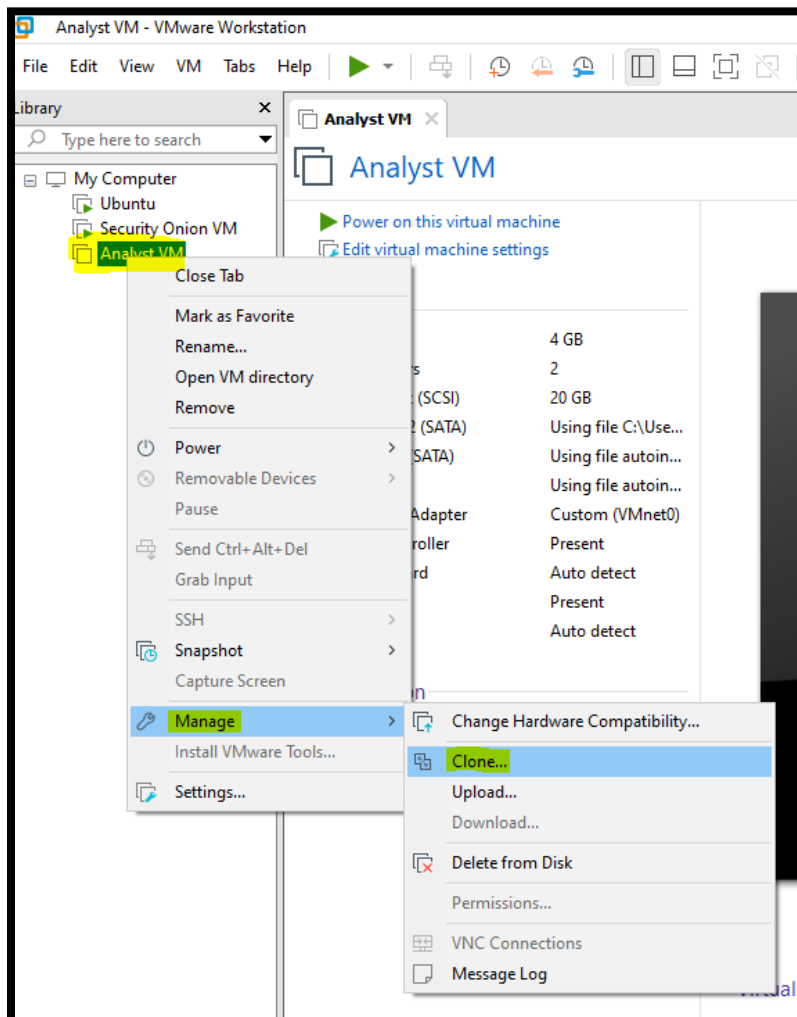 Analyst VM - VMware Workstation
File Edit View VM Tabs Help
Library
Type here to search
My Computer
Ubuntu
Security Onion VM
Analyst VM
Analyst VM
Analyst VM
Power on this virtual machine
Edit virtual machine settings
4 GB
2
(SCSI) 20 GB
2 (SATA) Using file C:\Use...
(SATA) Using file autoin...
Using file autoin...
Adapter Custom (VMnet0)
roller Present
rd Auto detect
Present
Auto detect
Close Tab
Mark as Favorite
Rename...
Open VM directory
Remove
Power
Removable Devices
Pause
Send Ctrl+Alt+Del
Grab Input
SSH
Snapshot
Capture Screen
Manage
Install VMware Tools...
Settings...
Change Hardware Compatibility...
Clone...
Upload...
Download...
Delete from Disk
Permissions...
VNC Connections
Message Log